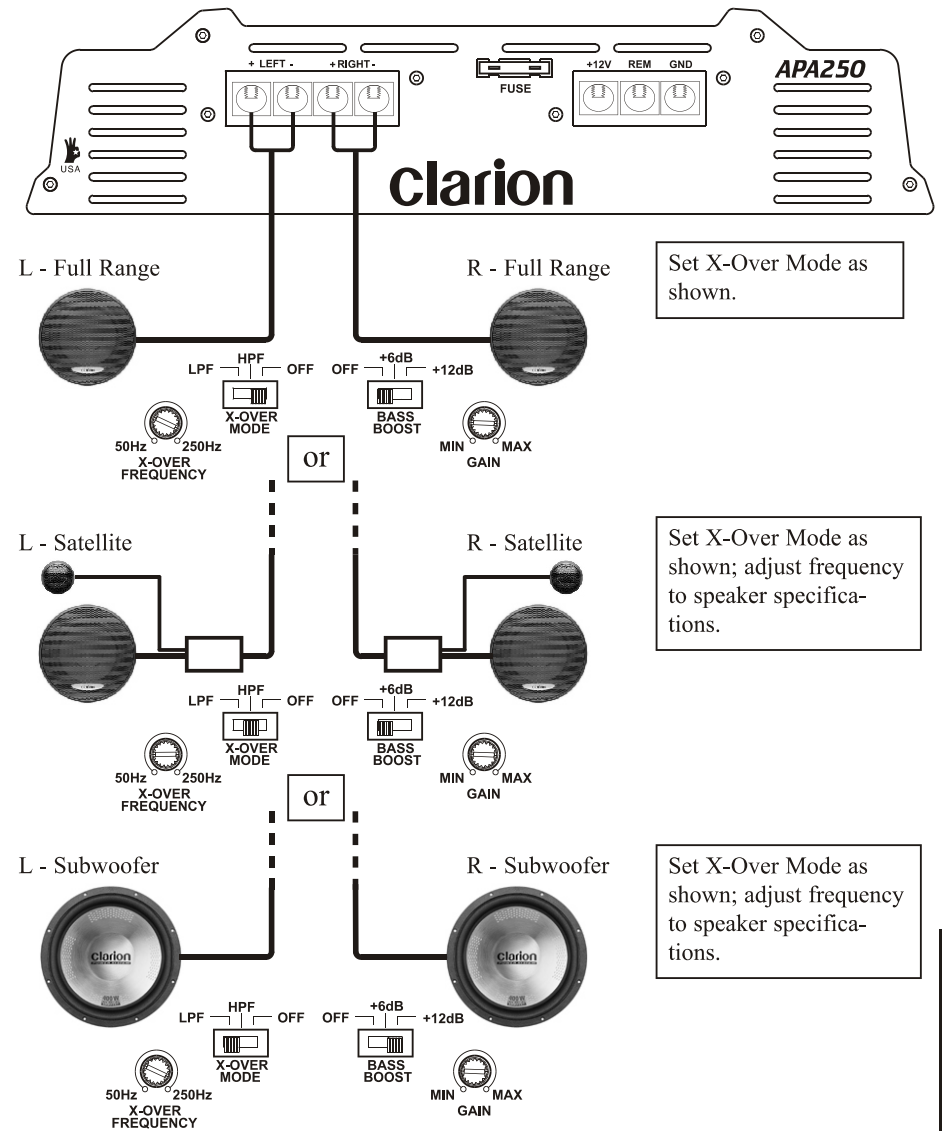 + LEFT -
+ RIGHT -
FUSE
+12V REM GND
APA250
USA
clarion
L - Full Range
R - Full Range
Set X-Over Mode as
shown.
LPF HPF OFF
X-OVER
MODE
OFF +6dB +12dB
BASS
BOOST
50Hz 250Hz
X-OVER
FREQUENCY
MIN MAX
GAIN
or
L - Satellite
R - Satellite
Set X-Over Mode as
shown; adjust frequency
to speaker specifica-
tions.
LPF HPF OFF
X-OVER
MODE
OFF +6dB +12dB
BASS
BOOST
50Hz 250Hz
X-OVER
FREQUENCY
MIN MAX
GAIN
or
L - Subwoofer
R - Subwoofer
Set X-Over Mode as
shown; adjust frequency
to speaker specifica-
tions.
clarion
clarion
LPF HPF OFF
X-OVER
MODE
OFF +6dB +12dB
BASS
BOOST
50Hz 250Hz
X-OVER
FREQUENCY
MIN MAX
GAIN